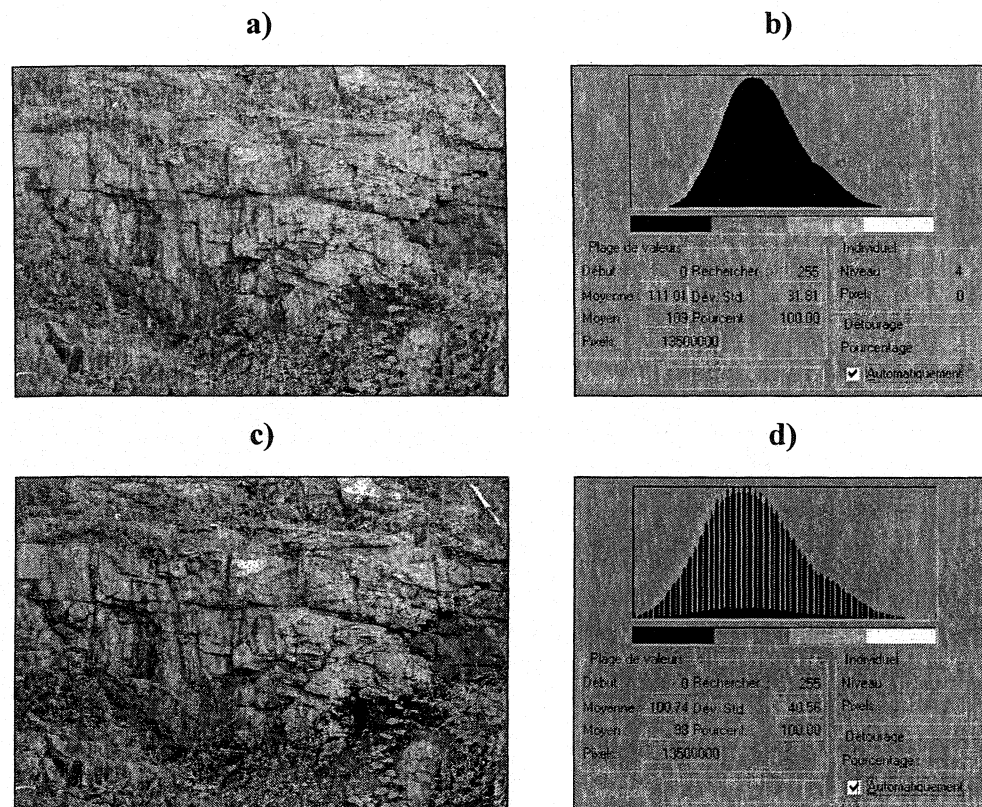 a)
b)
Plage de valeurs
Individuel
Début 0 Rechercher 255
Niveau 4
Moyenne 111.01 Dév. Std. 31.81
Pixels 0
Moyen 109 Pourcent 100.00
Détourage
Pixels 13500000
Pourcentage
Automatiquement
c)
d)
Plage de valeurs
Individuel
Début 0 Rechercher 255
Niveau
Moyenne 100.74 Dév. Std. 40.56
Pixels
Moyen 98 Pourcent 100.00
Détourage
Pixels 13500000
Pourcentage
Automatiquement